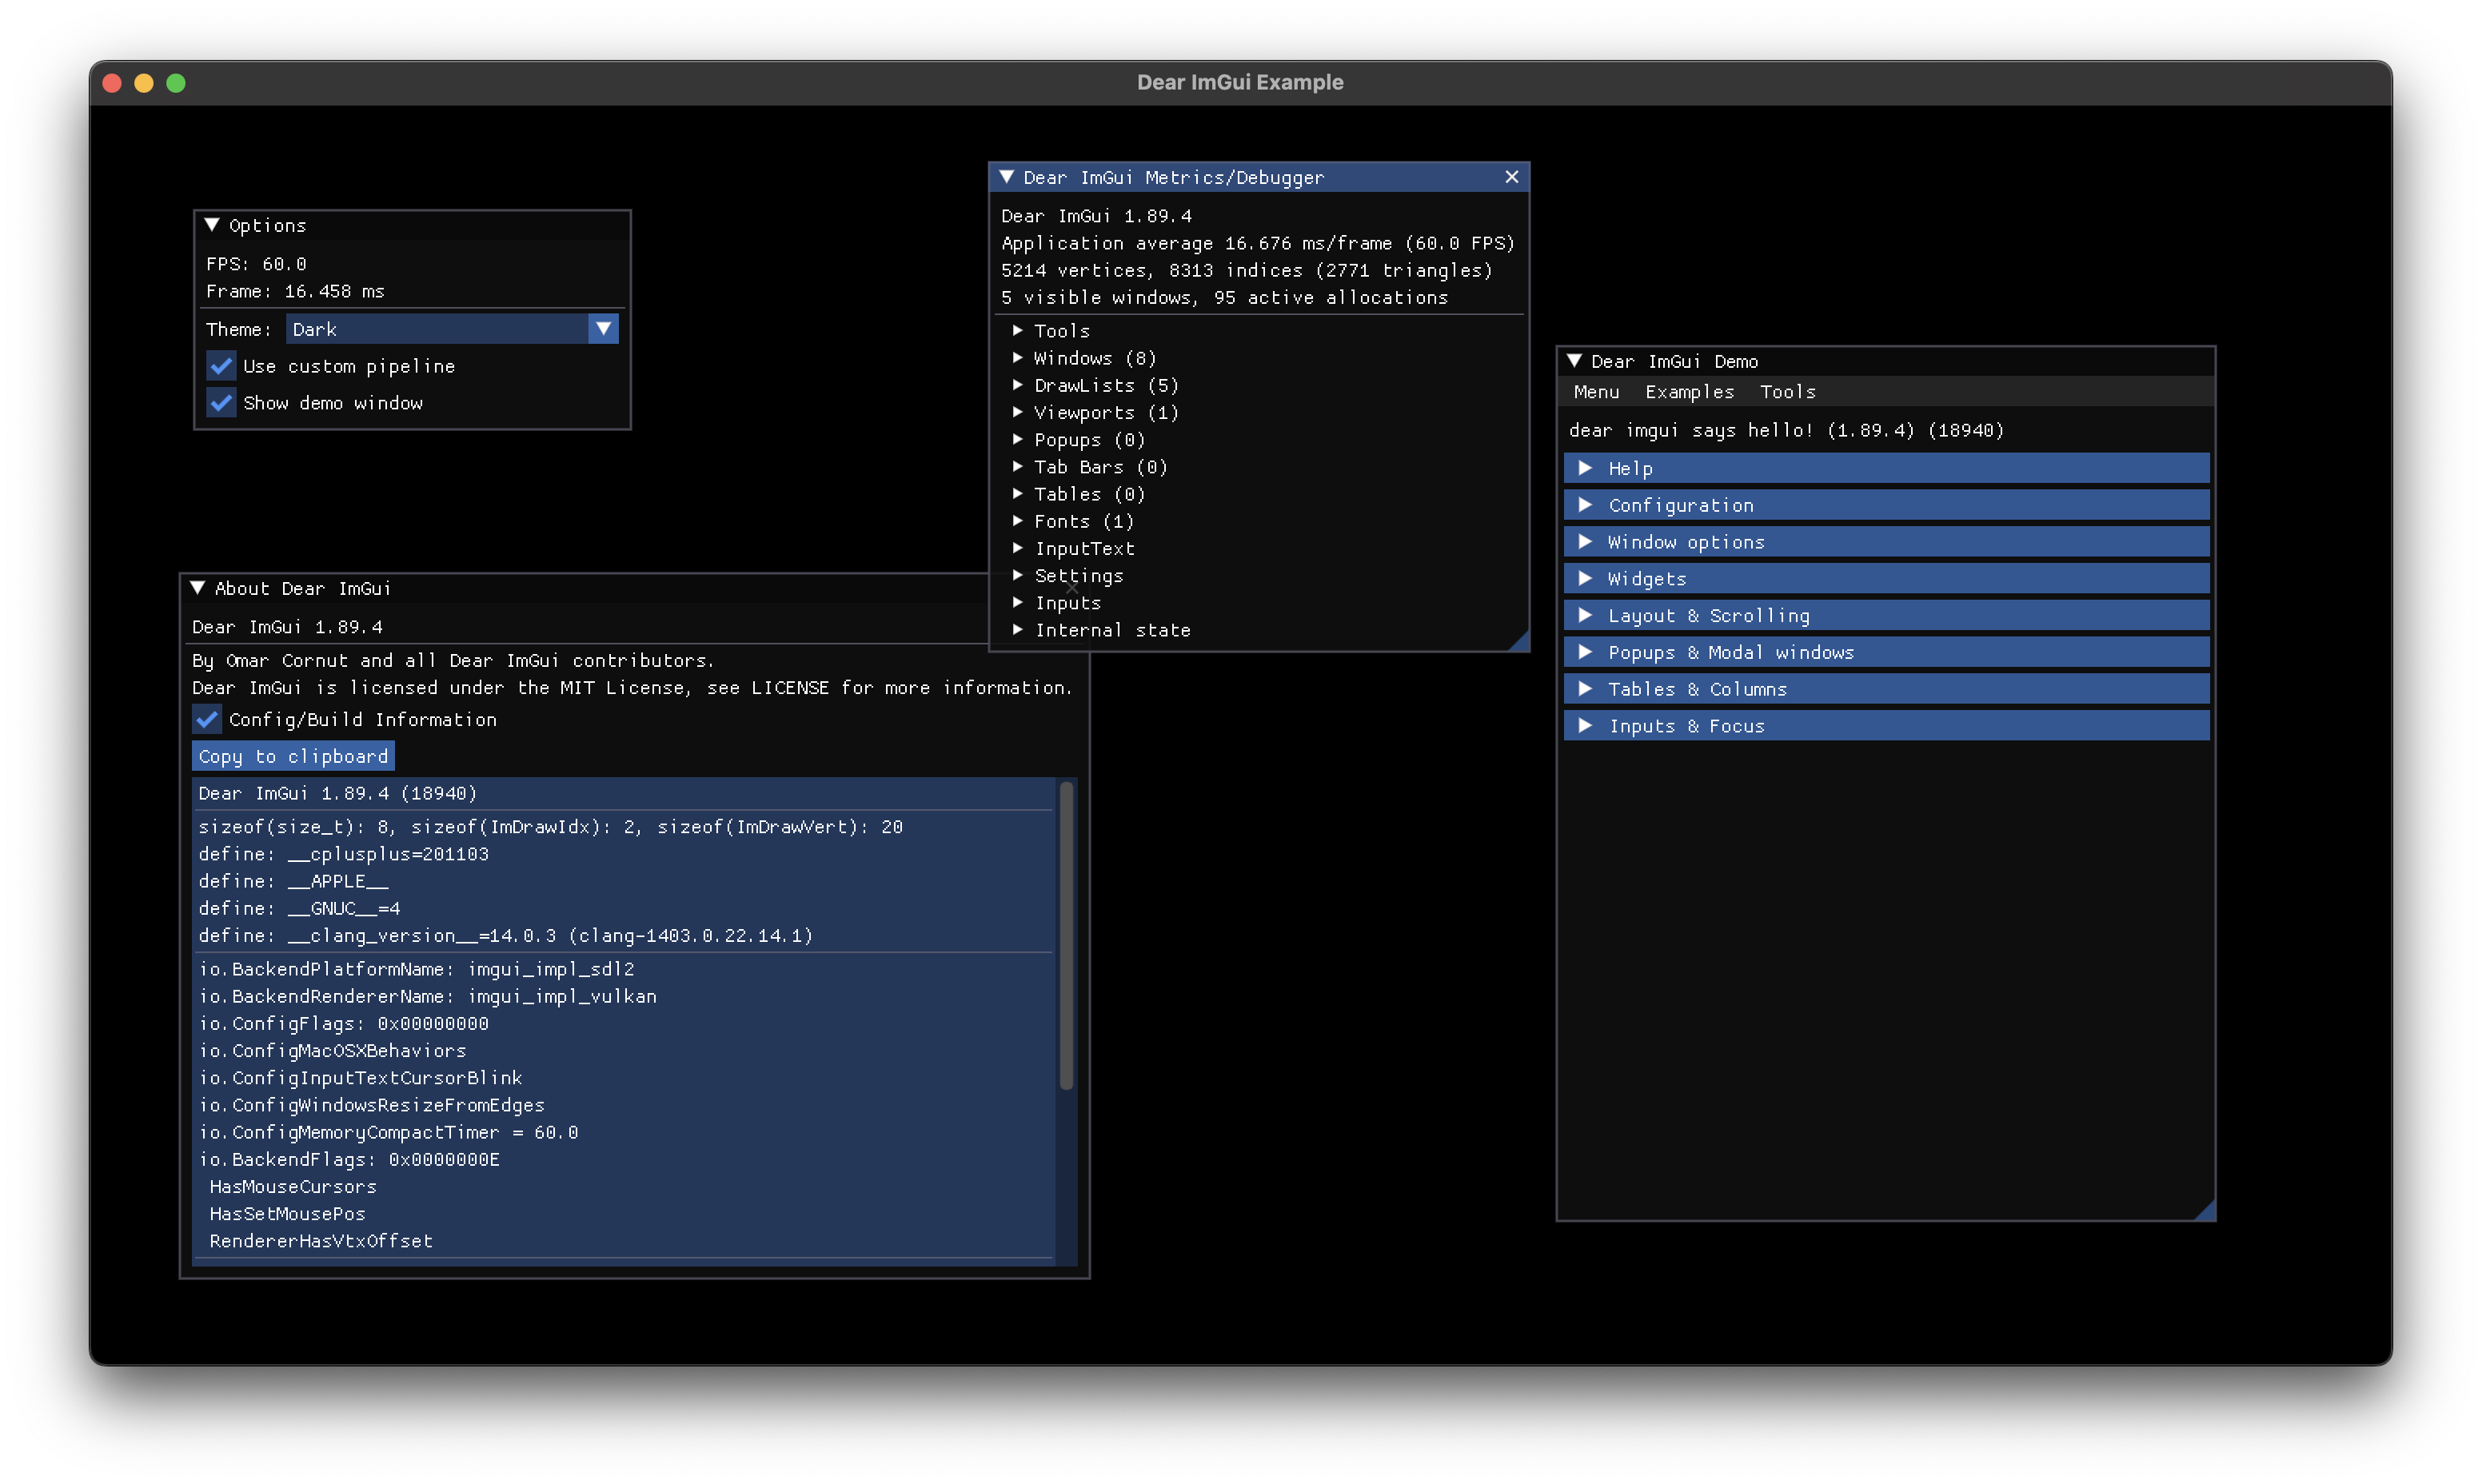 Dear ImGui Example
Options
FPS: 60.0
Frame: 16.458 ms
Theme: Dark
Use custom pipeline
Show demo window
Dear ImGui Metrics/Debugger
Dear ImGui 1.89.4
Application average 16.676 ms/frame (60.0 FPS)
5214 vertices, 8313 indices (2771 triangles)
5 visible windows, 95 active allocations
Tools
Windows (8)
DrawLists (5)
Viewports (1)
Popups (0)
Tab Bars (0)
Tables (0)
Fonts (1)
InputText
Settings
Inputs
Internal state
About Dear ImGui
Dear ImGui 1.89.4
By Omar Cornut and all Dear ImGui contributors.
Dear ImGui is licensed under the MIT License, see LICENSE for more information.
Config/Build Information
Copy to clipboard
Dear ImGui 1.89.4 (18940)
sizeof(size_t): 8, sizeof(ImDrawIdx): 2, sizeof(ImDrawVert): 20
define: __cplusplus=201103
define: __APPLE__
define: __GNUC__=4
define: __clang_version__=14.0.3 (clang-1403.0.22.14.1)
io.BackendPlatformName: imgui_impl_sdl2
io.BackendRendererName: imgui_impl_vulkan
io.ConfigFlags: 0x00000000
io.ConfigMacOSXBehaviors
io.ConfigInputTextCursorBlink
io.ConfigWindowsResizeFromEdges
io.ConfigMemoryCompactTimer = 60.0
io.BackendFlags: 0x0000000E
HasMouseCursors
HasSetMousePos
RendererHasVtxOffset
Dear ImGui Demo
Menu Examples Tools
dear imgui says hello! (1.89.4) (18940)
Help
Configuration
Window options
Widgets
Layout & Scrolling
Popups & Modal windows
Tables & Columns
Inputs & Focus